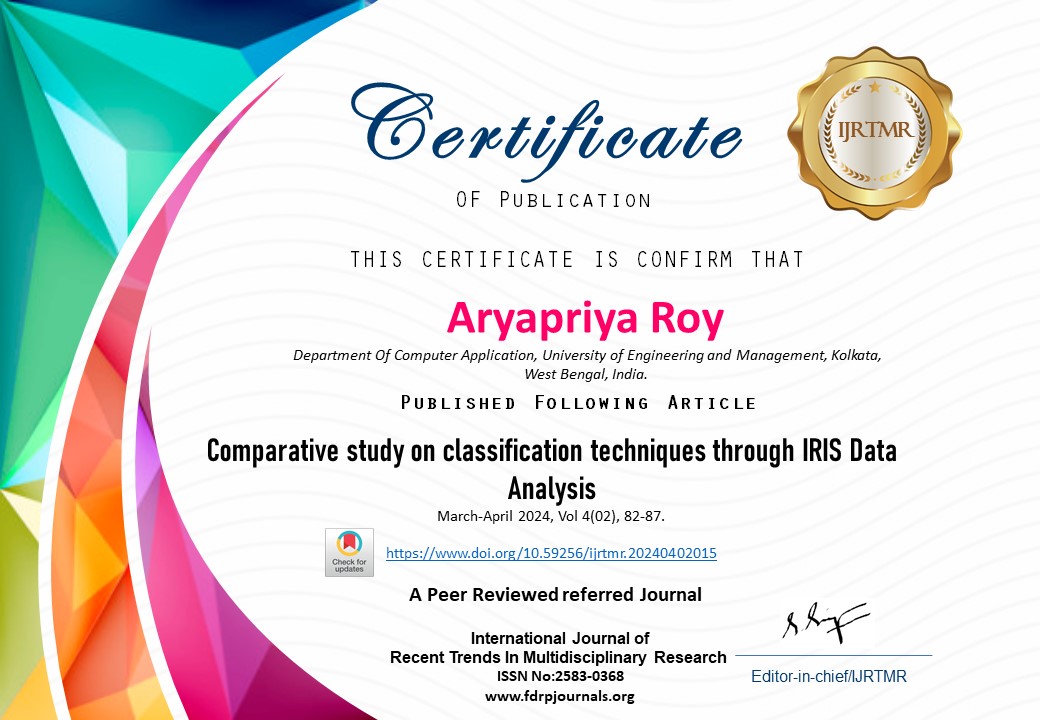 Certificate
OF PUBLICATION
IJRTMR
THIS CERTIFICATE IS CONFIRM THAT
Aryapriya Roy
Department Of Computer Application, University of Engineering and Management, Kolkata,
West Bengal, India.
PUBLISHED FOLLOWING ARTICLE
Comparative study on classification techniques through IRIS Data
Analysis
March-April 2024, Vol 4(02), 82-87.
Check for
updates
https://www.doi.org/10.59256/ijrtmr.20240402015
A Peer Reviewed referred Journal
International Journal of
Recent Trends In Multidisciplinary Research
ISSN No:2583-0368
www.fdrpjournals.org
Editor-in-chief/IJRTMR